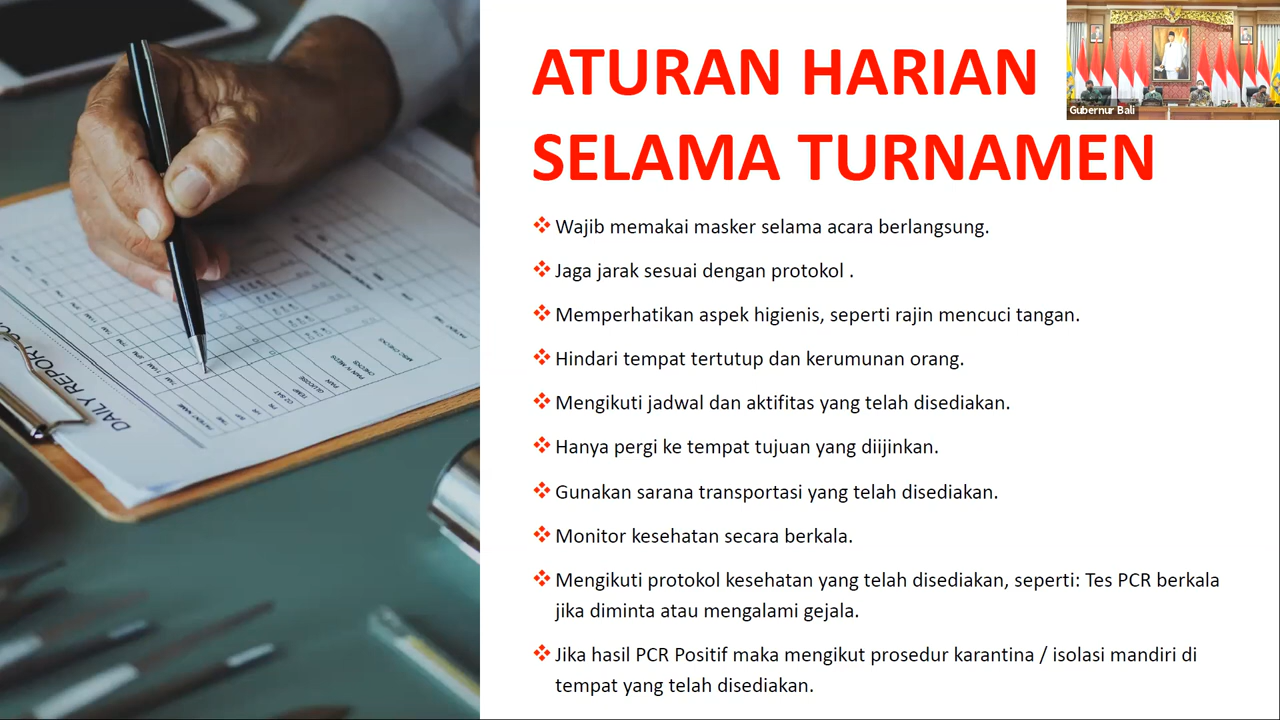 ATURAN HARIAN
SELAMA TURNAMEN
Gubernur Bali
Wajib memakai masker selama acara berlangsung.
Jaga jarak sesuai dengan protokol .
Memperhatikan aspek higienis, seperti rajin mencuci tangan.
Hindari tempat tertutup dan kerumunan orang.
Mengikuti jadwal dan aktifitas yang telah disediakan.
Hanya pergi ke tempat tujuan yang diijinkan.
Gunakan sarana transportasi yang telah disediakan.
Monitor kesehatan secara berkala.
Mengikuti protokol kesehatan yang telah disediakan, seperti: Tes PCR berkala
jika diminta atau mengalami gejala.
Jika hasil PCR Positif maka mengikut prosedur karantina / isolasi mandiri di
tempat yang telah disediakan.
DAILY REPORT